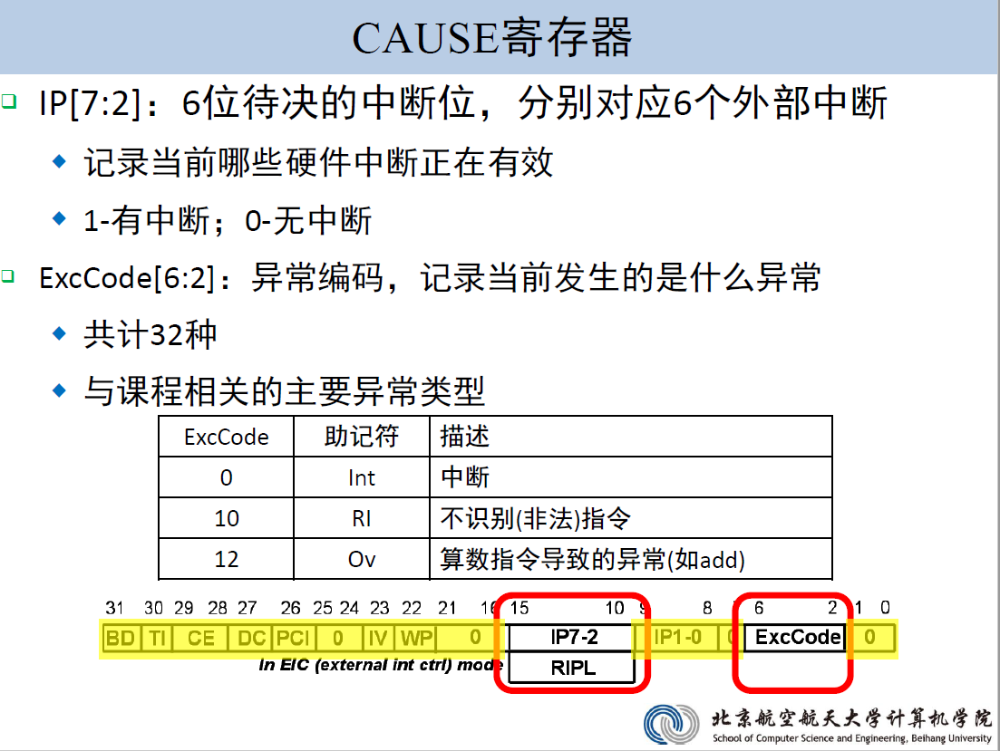 CAUSE寄存器
IP[7:2]：6位待决的中断位，分别对应6个外部中断
记录当前哪些硬件中断正在有效
1-有中断；0-无中断
ExcCode[6:2]：异常编码，记录当前发生的是什么异常
共计32种
与课程相关的主要异常类型
ExcCode 助记符 描述
0 Int 中断
10 RI 不识别(非法)指令
12 Ov 算数指令导致的异常(如add)
31 30 29 28 27 26 25 24 23 22 21 16 15 10 9 8 6 2 1 0
BD TI CE DC PCI 0 IV WP 0 IP7-2 IP1-0 0 ExcCode 0
In EIC (external int ctrl) mode RIPL
北京航空航天大学计算机学院
School of Computer Science and Engineering, Beihang University